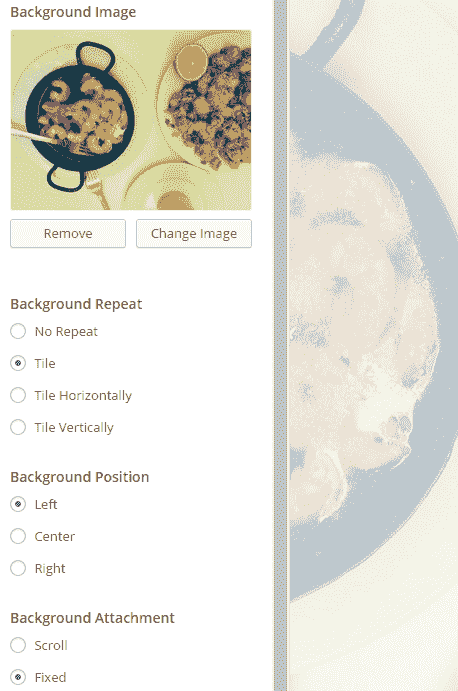 Background Image
Remove
Change Image
Background Repeat
No Repeat
Tile
Tile Horizontally
Tile Vertically
Background Position
Left
Center
Right
Background Attachment
Scroll
Fixed